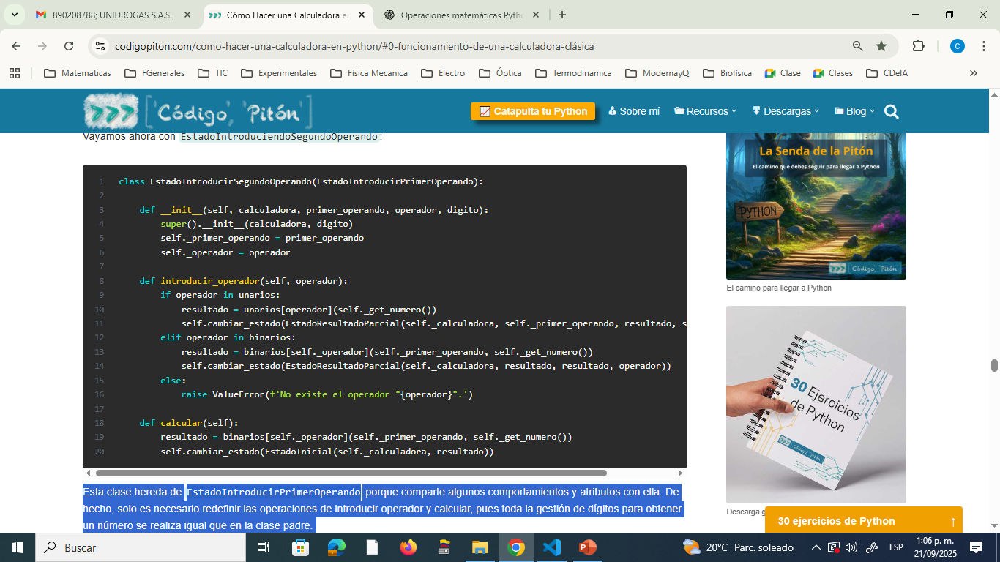 890208788; UNIDROGAS S.A.S.;
Cómo Hacer una Calculadora en
Operaciones matemáticas Pytho
codigopiton.com/como-hacer-una-calculadora-en-python/#0-funcionamiento-de-una-calculadora-clásica
C
Matematicas
FGenerales
TIC
Experimentales
Física Mecanica
Electro
Óptica
Termodinamica
ModernayQ
Biofísica
Clase
Clases
CDeIA
>>> ['Código', 'Pitón']
Catapulta tu Python
Sobre mí
Recursos
Descargas
Blog
Vayamos ahora con EstadoIntroduciendoSegundoOperando:
1 class EstadoIntroducirSegundoOperando(EstadoIntroducirPrimerOperando):
2
3 def __init__(self, calculadora, primer_operando, operador, digito):
4 super().__init__(calculadora, digito)
5 self._primer_operando = primer_operando
6 self._operador = operador
7
8 def introducir_operador(self, operador):
9 if operador in unarios:
10 resultado = unarios[operador](self._get_numero())
11 self.cambiar_estado(EstadoResultadoParcial(self._calculadora, self._primer_operando, resultado, s
12 elif operador in binarios:
13 resultado = binarios[self._operador](self._primer_operando, self._get_numero())
14 self.cambiar_estado(EstadoResultadoParcial(self._calculadora, resultado, resultado, operador))
15 else:
16 raise ValueError(f'No existe el operador "{operador}".')
17
18 def calcular(self):
19 resultado = binarios[self._operador](self._primer_operando, self._get_numero())
20 self.cambiar_estado(EstadoInicial(self._calculadora, resultado))
Esta clase hereda de EstadoIntroducirPrimerOperando porque comparte algunos comportamientos y atributos con ella. De
hecho, solo es necesario redefinir las operaciones de introducir operador y calcular, pues toda la gestión de dígitos para obtener
un número se realiza igual que en la clase padre.
La Senda de la Pitón
El camino que debes seguir para llegar a Python
PYTHON
>>> ['Código', 'Pitón']
El camino para llegar a Python
30 Ejercicios
de Python
>>> ['Código', 'Pitón']
Descarga g
30 ejercicios de Python ↑
Buscar
20°C Parc. soleado
ESP
1:06 p. m.
21/09/2025